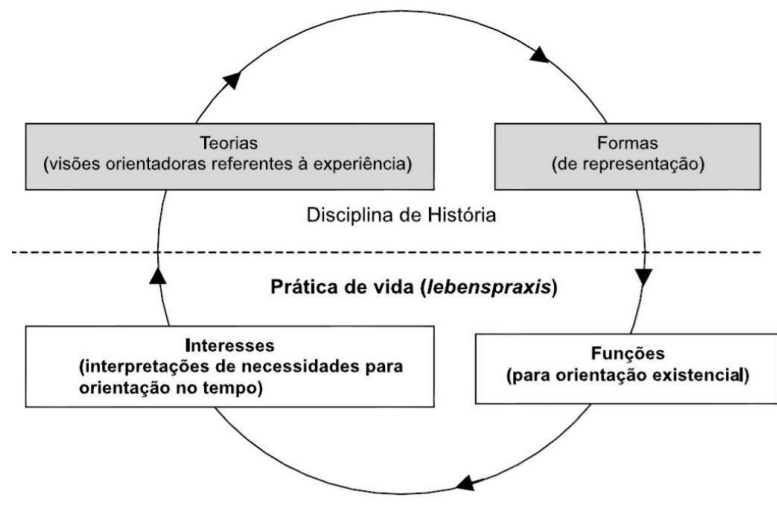 Teorias
(visões orientadoras referentes à experiência)
Formas
(de representação)
Disciplina de História
Prática de vida (lebenspraxis)
Interesses
(interpretações de necessidades para
orientação no tempo)
Funções
(para orientação existencial)